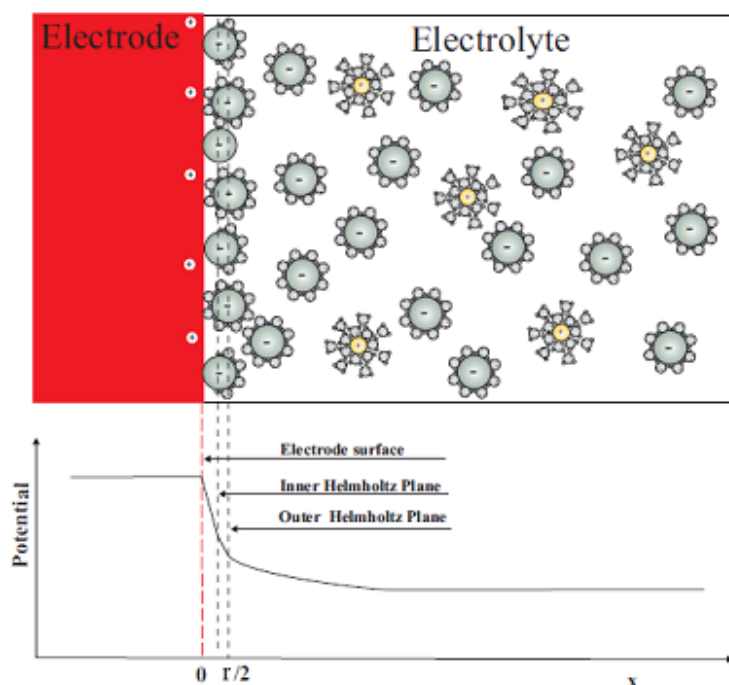 Electrode
Electrolyte
Electrode surface
Inner Helmholtz Plane
Outer Helmholtz Plane
Potential
0 r/2 x